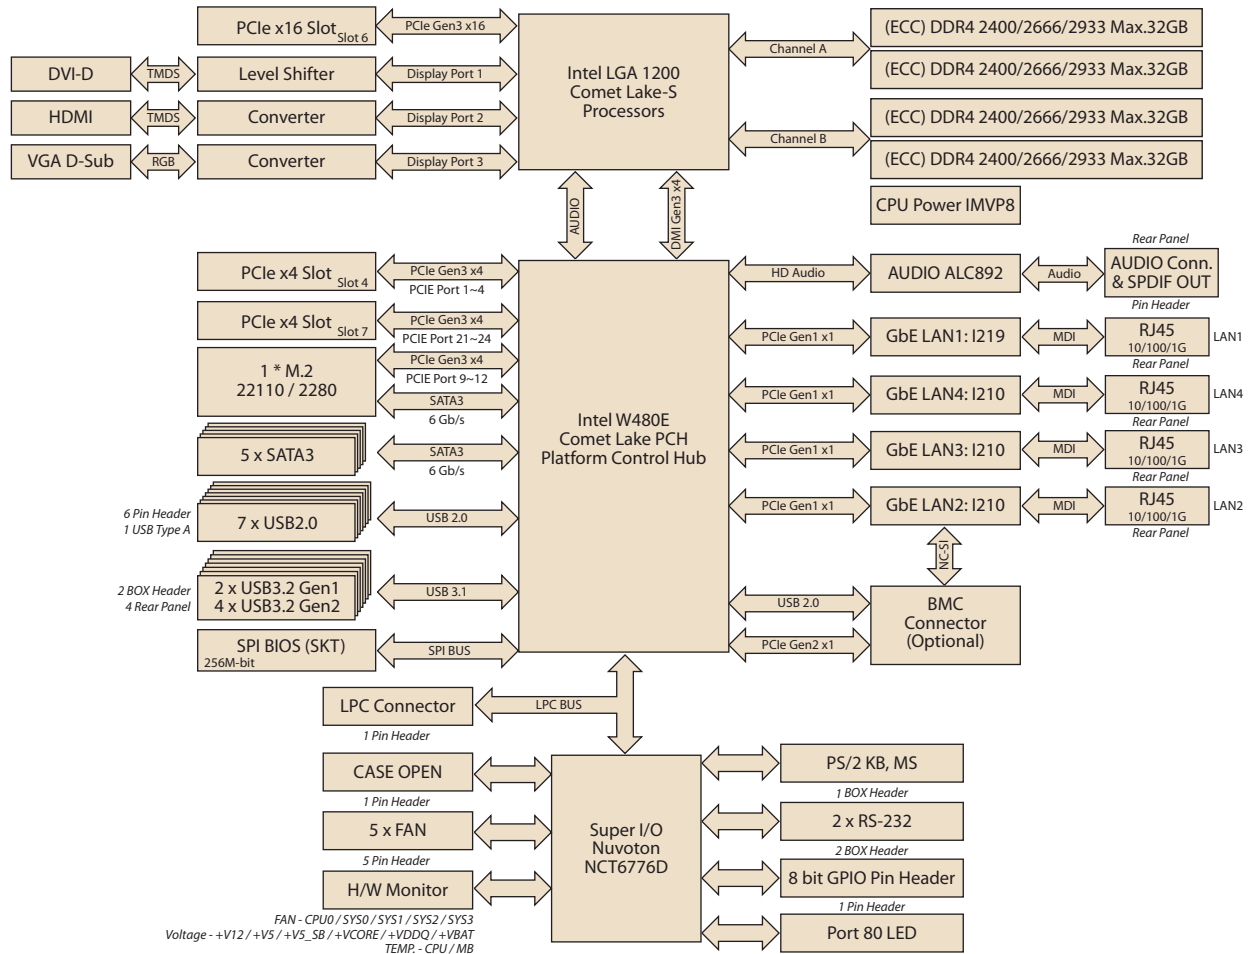 PCIe x16 Slot Slot 6
PCIe Gen3 x16
DVI-D
TMDS
Level Shifter
Display Port 1
HDMI
TMDS
Converter
Display Port 2
VGA D-Sub
RGB
Converter
Display Port 3
Intel LGA 1200
Comet Lake-S
Processors
Channel A
(ECC) DDR4 2400/2666/2933 Max.32GB
(ECC) DDR4 2400/2666/2933 Max.32GB
Channel B
(ECC) DDR4 2400/2666/2933 Max.32GB
(ECC) DDR4 2400/2666/2933 Max.32GB
CPU Power IMVP8
AUDIO
DMI Gen3 x4
PCIe x4 Slot Slot 4
PCIe Gen3 x4
PCIE Port 1~4
PCIe x4 Slot Slot 7
PCIe Gen3 x4
PCIE Port 21~24
1 * M.2
22110 / 2280
PCIe Gen3 x4
PCIE Port 9~12
SATA3
6 Gb/s
5 x SATA3
SATA3
6 Gb/s
6 Pin Header
1 USB Type A
7 x USB2.0
USB 2.0
2 BOX Header
4 Rear Panel
2 x USB3.2 Gen1
4 x USB3.2 Gen2
USB 3.1
SPI BIOS (SKT)
256M-bit
SPI BUS
Intel W480E
Comet Lake PCH
Platform Control Hub
HD Audio
AUDIO ALC892
Audio
Rear Panel
AUDIO Conn.
& SPDIF OUT
Pin Header
PCIe Gen1 x1
GbE LAN1: I219
MDI
RJ45
10/100/1G
LAN1
Rear Panel
PCIe Gen1 x1
GbE LAN4: I210
MDI
RJ45
10/100/1G
LAN4
Rear Panel
PCIe Gen1 x1
GbE LAN3: I210
MDI
RJ45
10/100/1G
LAN3
Rear Panel
PCIe Gen1 x1
GbE LAN2: I210
MDI
RJ45
10/100/1G
LAN2
Rear Panel
NC-SI
USB 2.0
PCIe Gen2 x1
BMC
Connector
(Optional)
LPC Connector
LPC BUS
1 Pin Header
CASE OPEN
1 Pin Header
5 x FAN
5 Pin Header
H/W Monitor
FAN - CPU0 / SYS0 / SYS1 / SYS2 / SYS3
Voltage - +V12 / +V5 / +V5_SB / +VCORE / +VDDQ / +VBAT
TEMP. - CPU / MB
Super I/O
Nuvoton
NCT6776D
PS/2 KB, MS
1 BOX Header
2 x RS-232
2 BOX Header
8 bit GPIO Pin Header
1 Pin Header
Port 80 LED